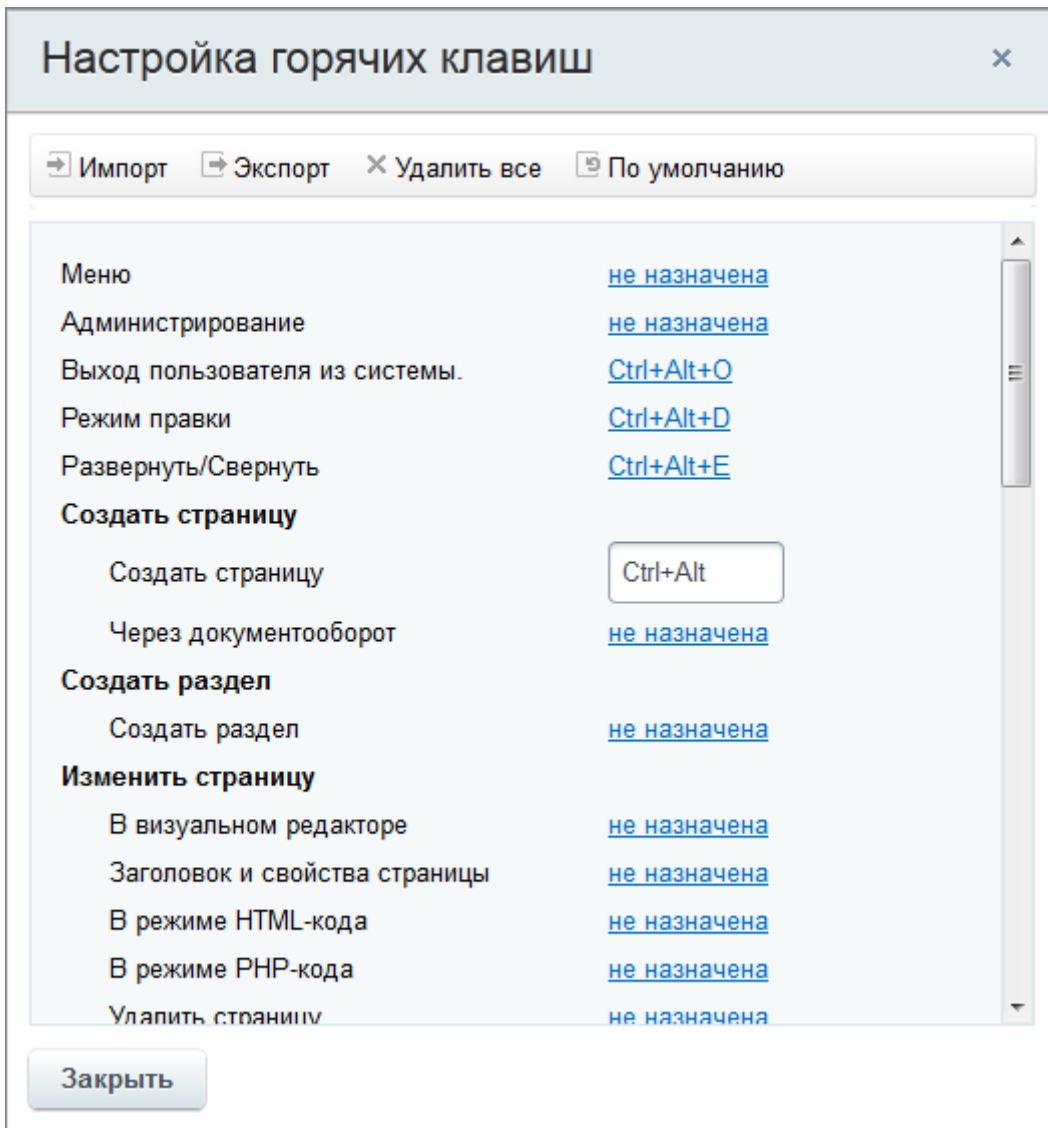 Настройка горячих клавиш
Импорт Экспорт Удалить все По умолчанию
Меню не назначена
Администрирование не назначена
Выход пользователя из системы. Ctrl+Alt+O
Режим правки Ctrl+Alt+D
Развернуть/Свернуть Ctrl+Alt+E
Создать страницу
Создать страницу Ctrl+Alt
Через документооборот не назначена
Создать раздел
Создать раздел не назначена
Изменить страницу
В визуальном редакторе не назначена
Заголовок и свойства страницы не назначена
В режиме HTML-кода не назначена
В режиме PHP-кода не назначена
Удалить страницу не назначена
Закрыть